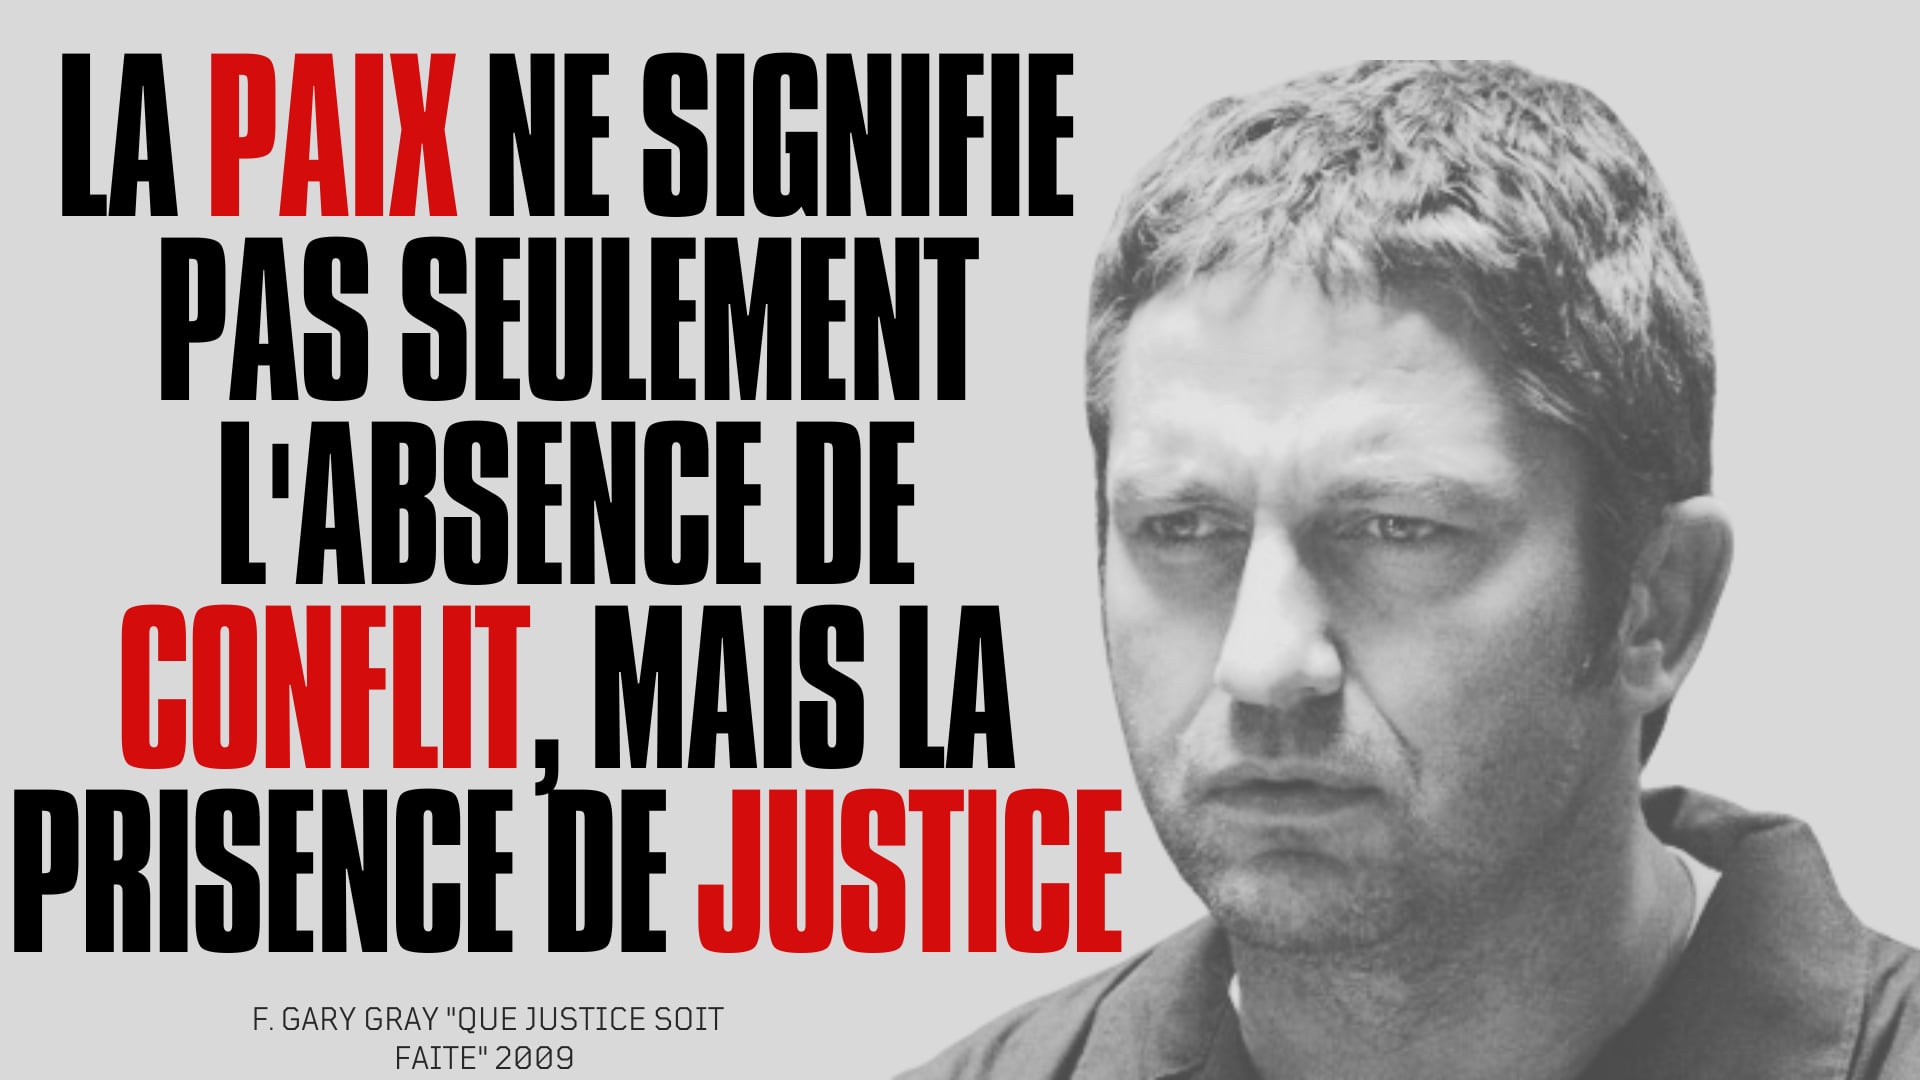 LA PAIX NE SIGNIFIE
PAS SEULEMENT
L'ABSENCE DE
CONFLIT, MAIS LA
PRISENCE DE JUSTICE
F. GARY GRAY "QUE JUSTICE SOIT
FAITE" 2009